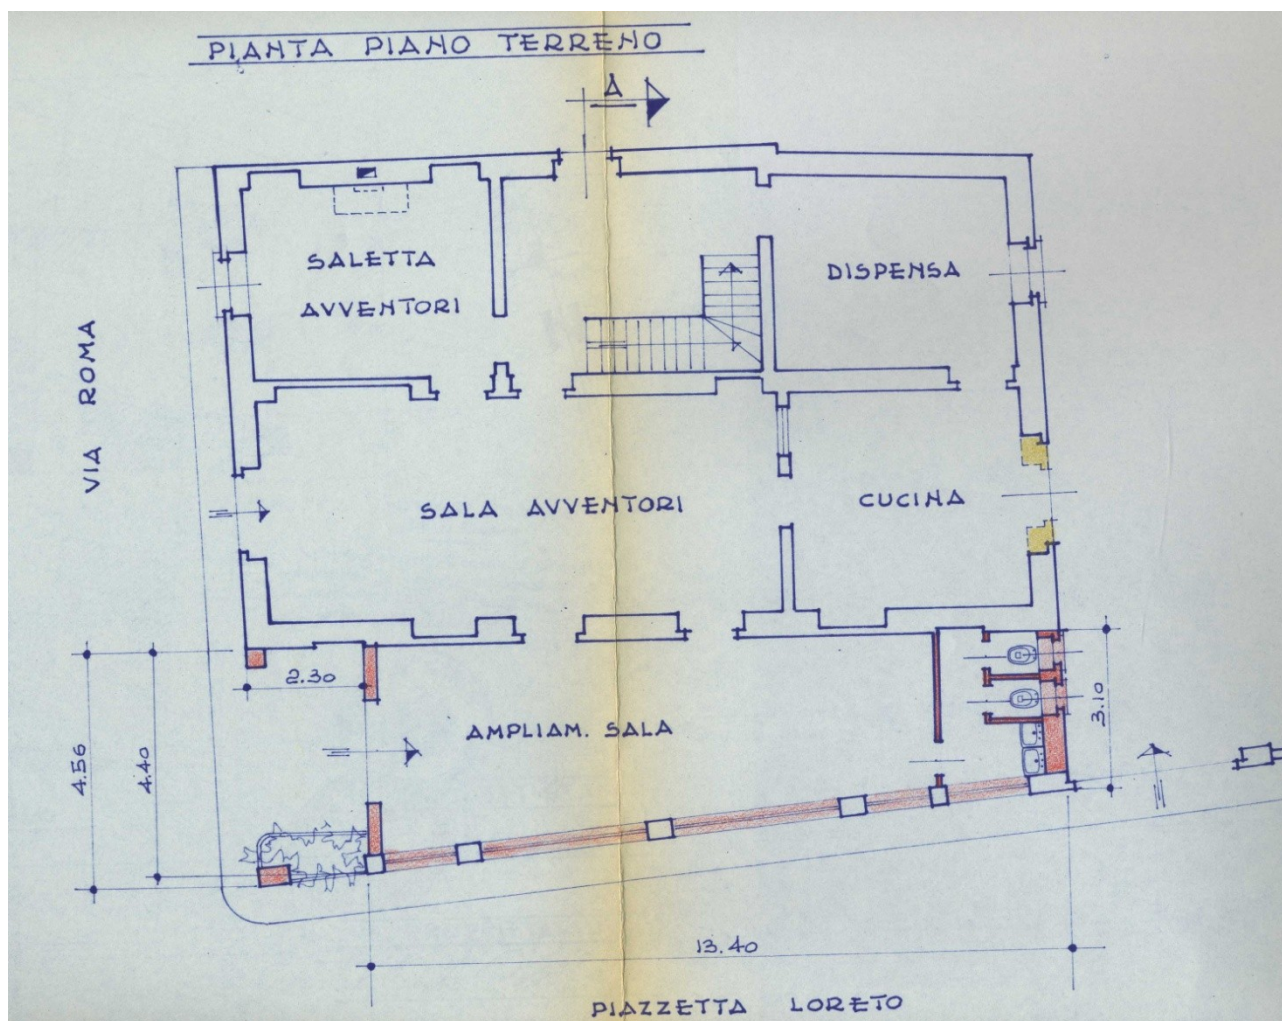 PIANTA PIANO TERRENO
A
SALETTA
AVVENTORI
DISPENSA
VIA ROMA
SALA AVVENTORI
CUCINA
2.30
AMPLIAM. SALA
4.56
4.40
3.10
13.40
PIAZZETTA LORETO